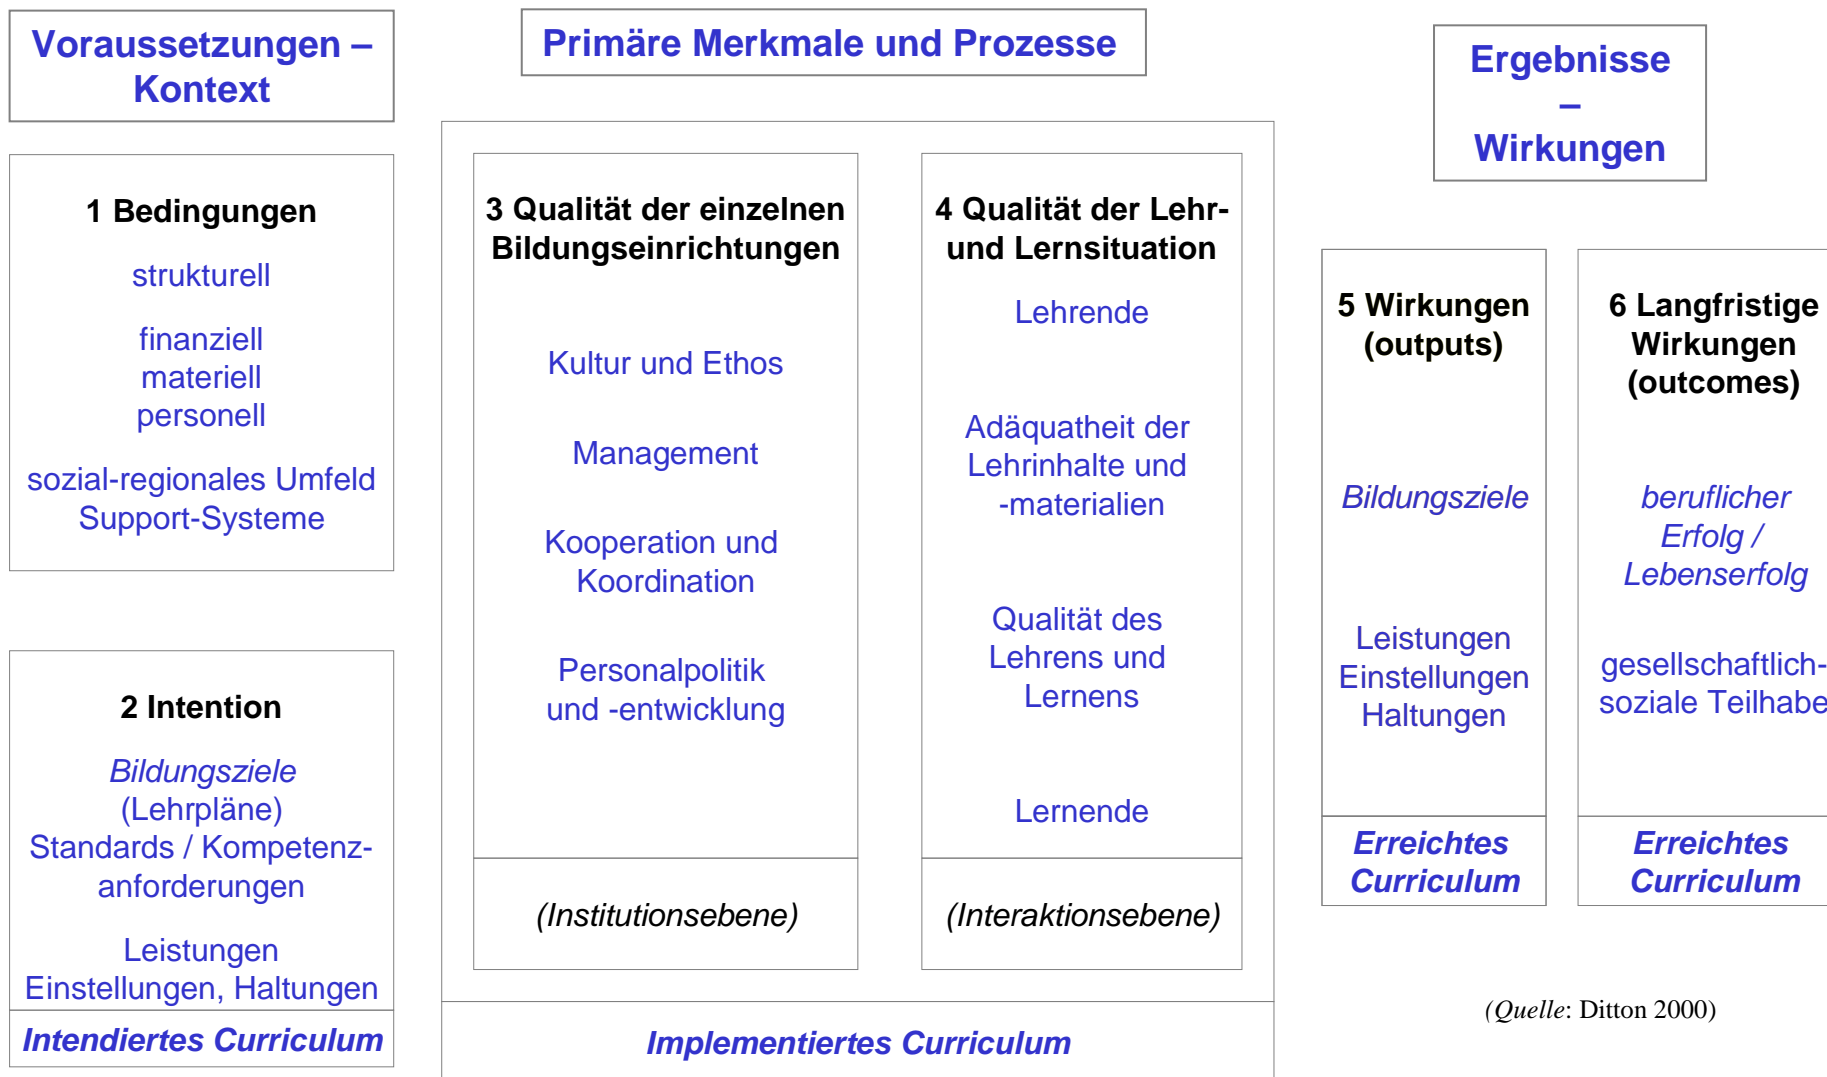 Voraussetzungen –
Kontext
1 Bedingungen
strukturell
finanziell
materiell
personell
sozial-regionales Umfeld
Support-Systeme
2 Intention
Bildungsziele
(Lehrpläne)
Standards / Kompetenz-
anforderungen
Leistungen
Einstellungen, Haltungen
Intendiertes Curriculum
Primäre Merkmale und Prozesse
3 Qualität der einzelnen
Bildungseinrichtungen
Kultur und Ethos
Management
Kooperation und
Koordination
Personalpolitik
und -entwicklung
(Institutionsebene)
4 Qualität der Lehr-
und Lernsituation
Lehrende
Adäquatheit der
Lehrinhalte und
-materialien
Qualität des
Lehrens und
Lernens
Lernende
(Interaktionsebene)
Implementiertes Curriculum
Ergebnisse
–
Wirkungen
5 Wirkungen
(outputs)
Bildungsziele
Leistungen
Einstellungen
Haltungen
Erreichtes
Curriculum
6 Langfristige
Wirkungen
(outcomes)
beruflicher
Erfolg /
Lebenserfolg
gesellschaftlich-
soziale Teilhabe
Erreichtes
Curriculum
(Quelle: Ditton 2000)